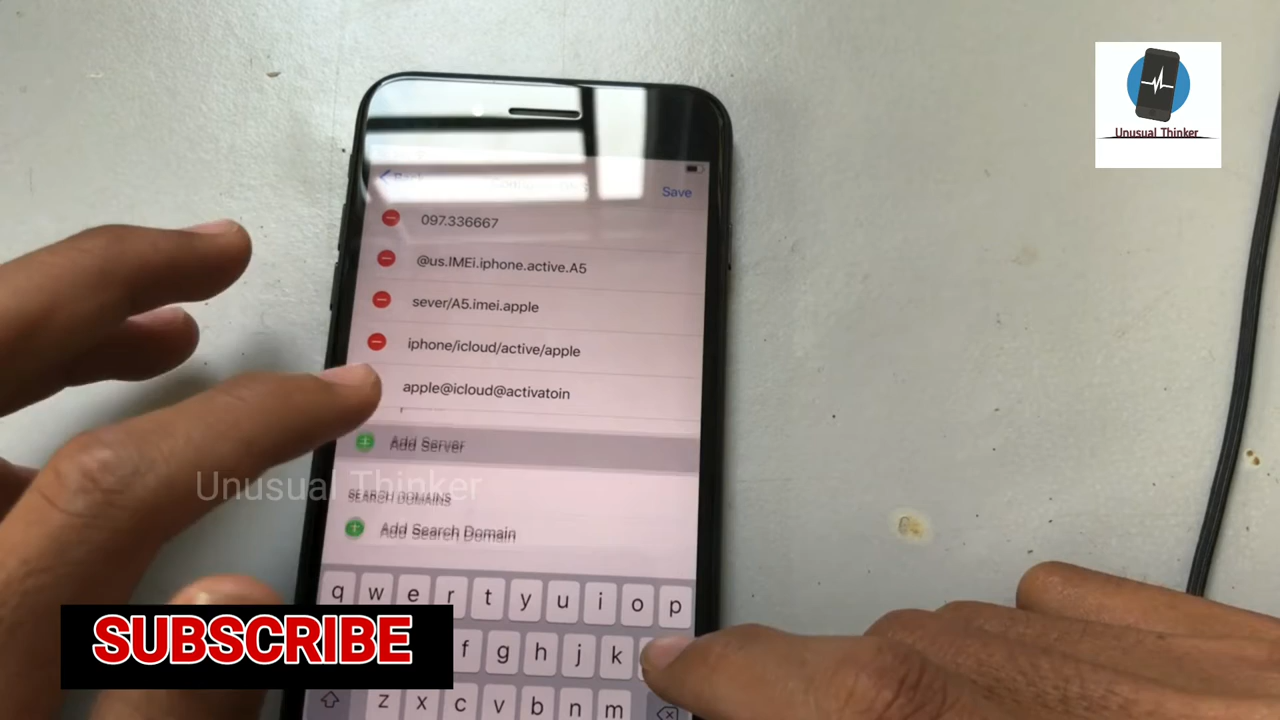 Unusual Thinker
Back
Save
097.336667
@us.IMEi.iphone.active.A5
sever/A5.imei.apple
iphone/icloud/active/apple
apple@icloud@activatoin
Add Server
Unusual Thinker
SEARCH DOMAINS
Add Search Domain
q w e r t y u i o p
f g h j k
SUBSCRIBE
z x c v b n m